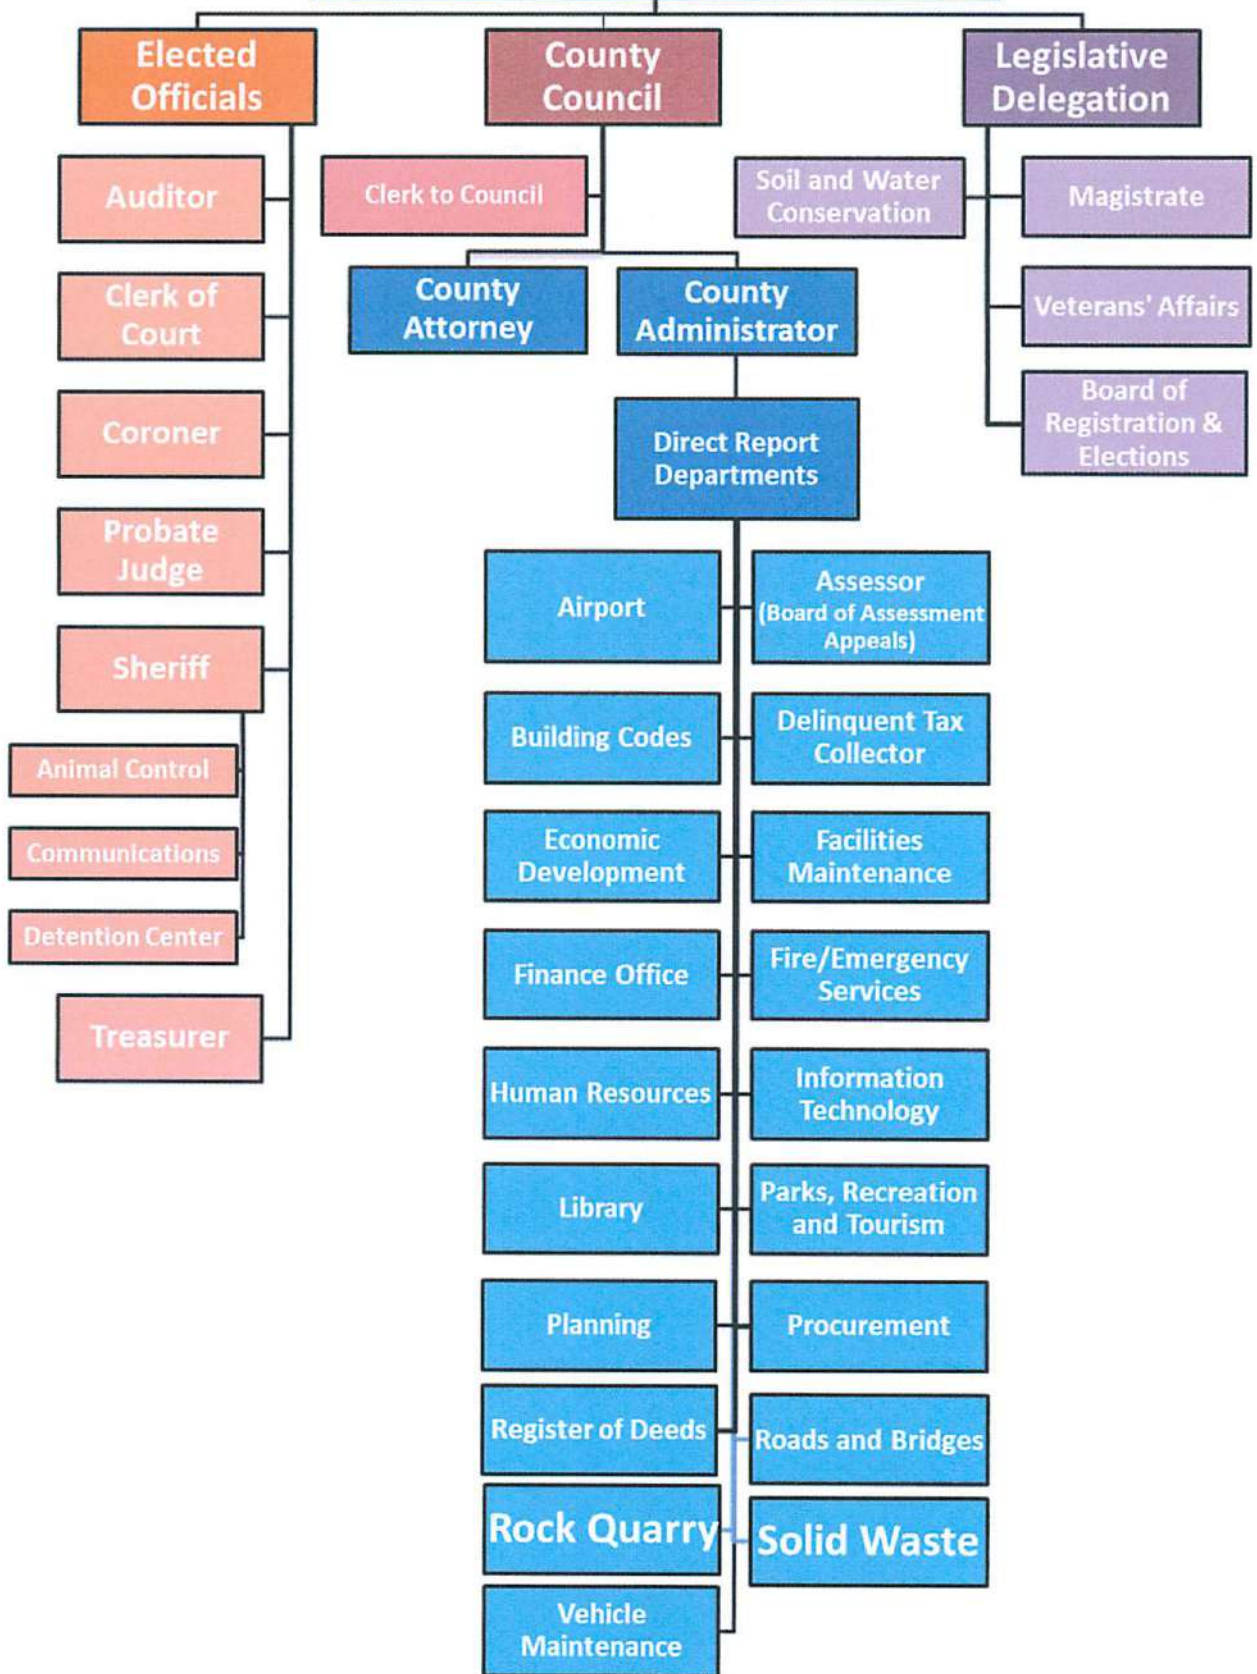 Elected
Officials
County
Council
Legislative
Delegation
Auditor
Clerk of
Court
Coroner
Probate
Judge
Sheriff
Animal Control
Communications
Detention Center
Treasurer
Clerk to Council
County
Attorney
County
Administrator
Direct Report
Departments
Airport
Assessor
(Board of Assessment
Appeals)
Building Codes
Delinquent Tax
Collector
Economic
Development
Facilities
Maintenance
Finance Office
Fire/Emergency
Services
Human Resources
Information
Technology
Library
Parks, Recreation
and Tourism
Planning
Procurement
Register of Deeds
Roads and Bridges
Rock Quarry
Solid Waste
Vehicle
Maintenance
Soil and Water
Conservation
Magistrate
Veterans' Affairs
Board of
Registration &
Elections